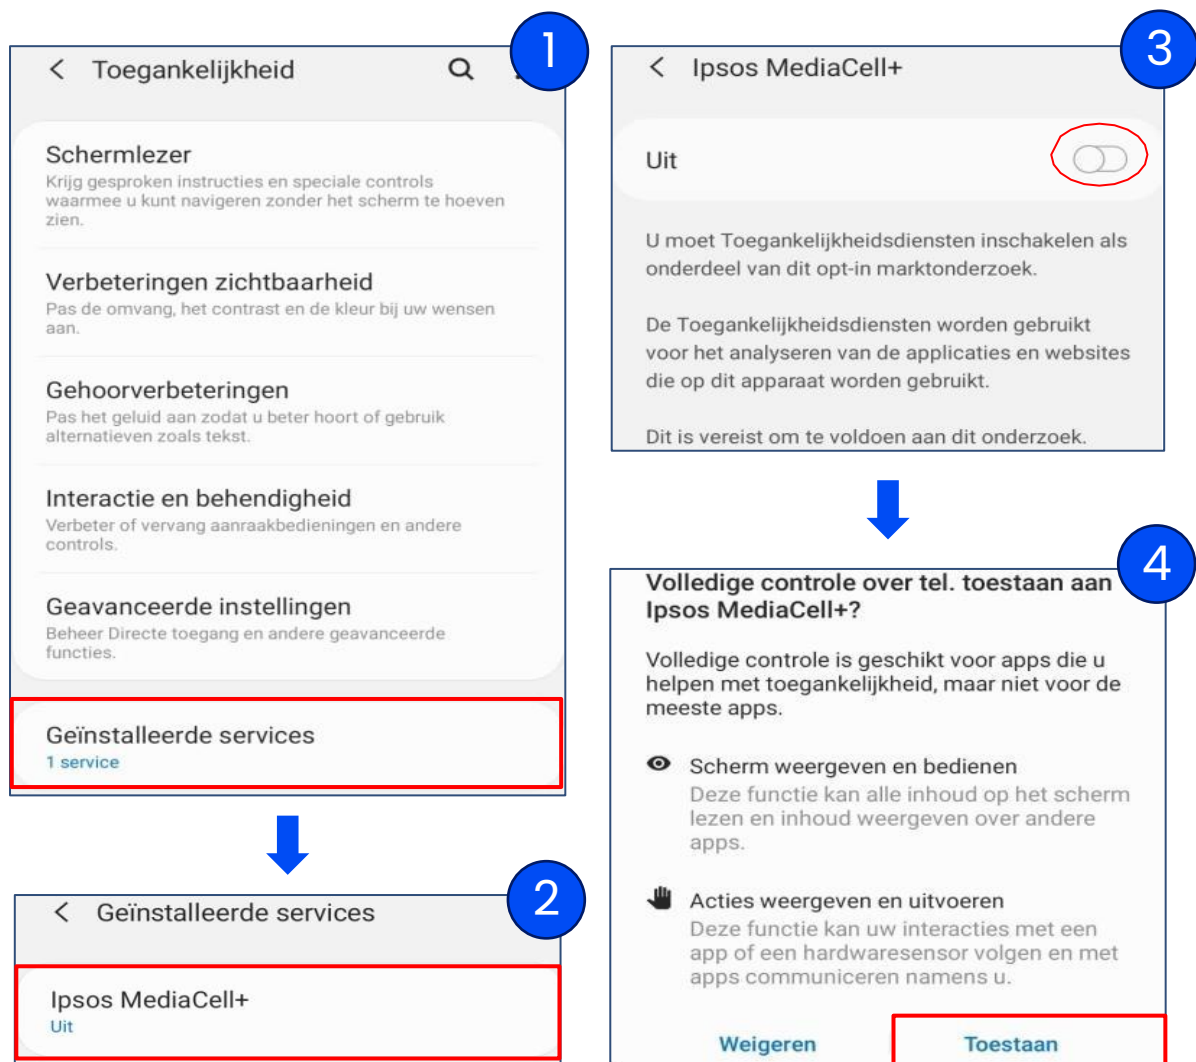 1
Toegankelijkheid
Schermlezer
Krijg gesproken instructies en speciale controls
waarmee u kunt navigeren zonder het scherm te hoeven
zien.
Verbeteringen zichtbaarheid
Pas de omvang, het contrast en de kleur bij uw wensen
aan.
Gehoorverbeteringen
Pas het geluid aan zodat u beter hoort of gebruik
alternatieven zoals tekst.
Interactie en behendigheid
Verbeter of vervang aanraakbedieningen en andere
controls.
Geavanceerde instellingen
Beheer Directe toegang en andere geavanceerde
functies.
Geïnstalleerde services
1 service
2
Geïnstalleerde services
Ipsos MediaCell+
Uit
3
Ipsos MediaCell+
Uit
U moet Toegankelijkheidsdiensten inschakelen als
onderdeel van dit opt-in marktonderzoek.
De Toegankelijkheidsdiensten worden gebruikt
voor het analyseren van de applicaties en websites
die op dit apparaat worden gebruikt.
Dit is vereist om te voldoen aan dit onderzoek.
4
Volledige controle over tel. toestaan aan
Ipsos MediaCell+?
Volledige controle is geschikt voor apps die u
helpen met toegankelijkheid, maar niet voor de
meeste apps.
Scherm weergeven en bedienen
Deze functie kan alle inhoud op het scherm
lezen en inhoud weergeven over andere
apps.
Acties weergeven en uitvoeren
Deze functie kan uw interacties met een
app of een hardwaresensor volgen en met
apps communiceren namens u.
Weigeren Toestaan